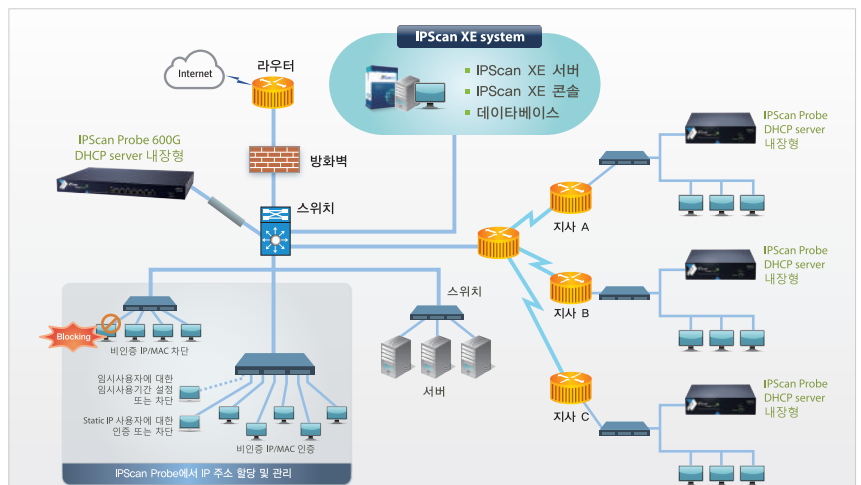 IPScan XE system
IPScan XE 서버
IPScan XE 콘솔
데이타베이스
Internet
라우터
방화벽
스위치
IPScan Probe 600G
DHCP server 내장형
IPScan Probe
DHCP server
내장형
지사 A
IPScan Probe
DHCP server
내장형
지사 B
IPScan Probe
DHCP server
내장형
지사 C
스위치
서버
Blocking
비인증 IP/MAC 차단
임시사용자에 대한
임시사용기간 설정
또는 차단
Static IP 사용자에 대한
인증 또는 차단
비인증 IP/MAC 인증
IPScan Probe에서 IP 주소 할당 및 관리